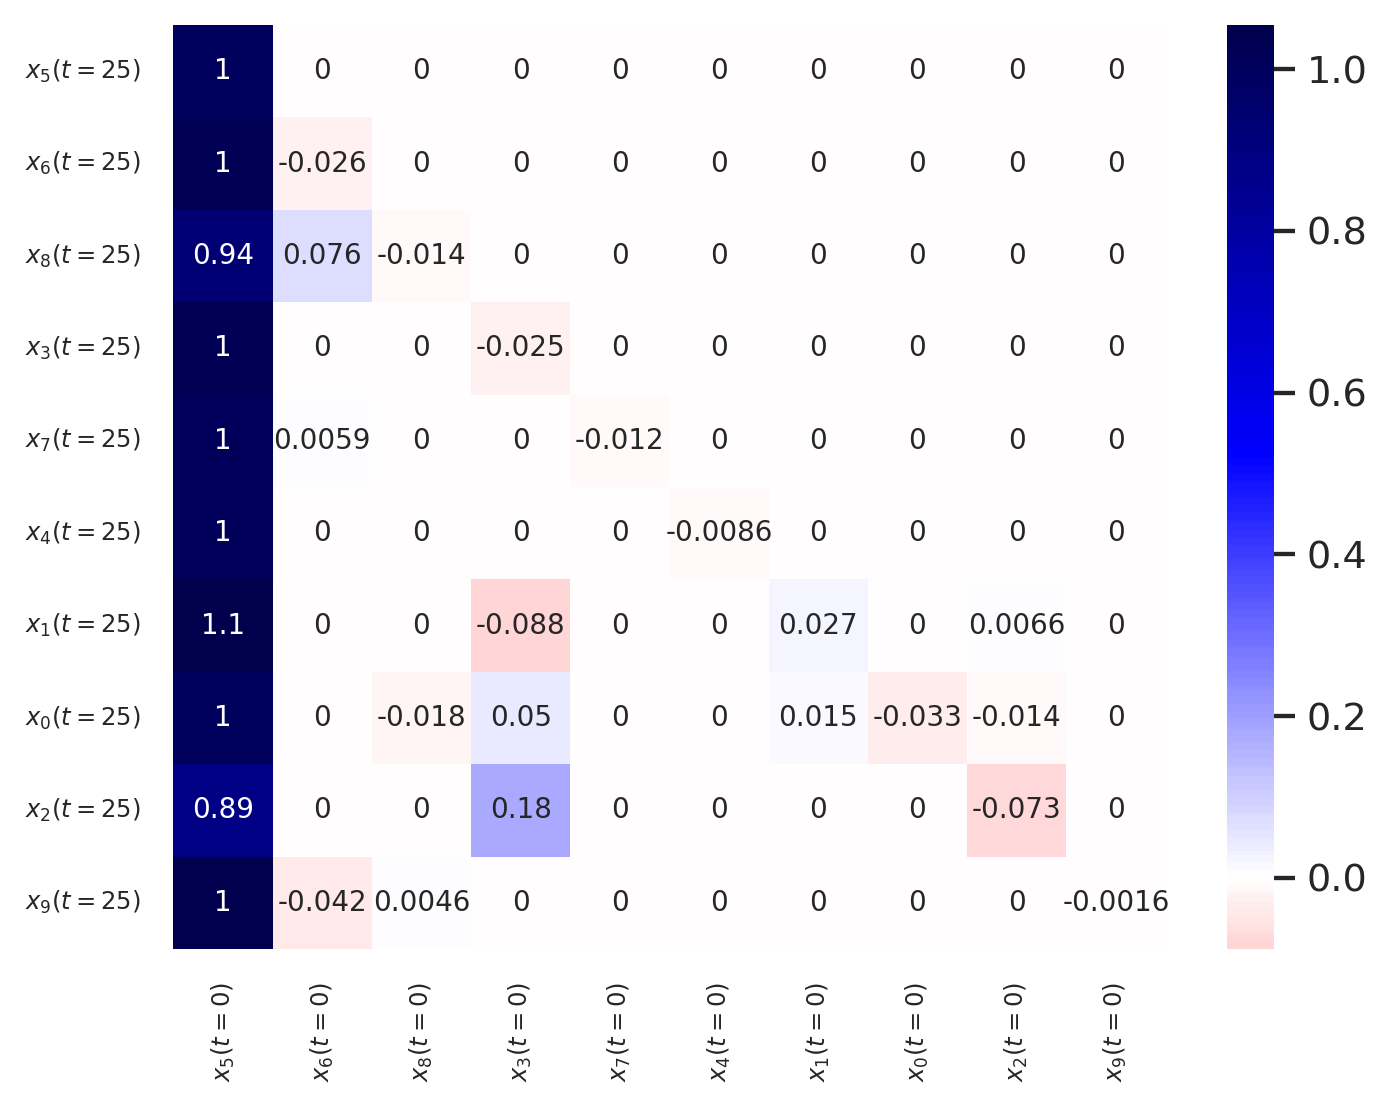 x₅(t = 25) 1 0 0 0 0 0 0 0 0 0
x₆(t = 25) 1 -0.026 0 0 0 0 0 0 0 0
x₈(t = 25) 0.94 0.076 -0.014 0 0 0 0 0 0 0
x₃(t = 25) 1 0 0 -0.025 0 0 0 0 0 0
x₇(t = 25) 1 0.0059 0 0 -0.012 0 0 0 0 0
x₄(t = 25) 1 0 0 0 0 -0.0086 0 0 0 0
x₁(t = 25) 1.1 0 0 -0.088 0 0 0.027 0 0.0066 0
x₀(t = 25) 1 0 -0.018 0.05 0 0 0.015 -0.033 -0.014 0
x₂(t = 25) 0.89 0 0 0.18 0 0 0 0 -0.073 0
x₉(t = 25) 1 -0.042 0.0046 0 0 0 0 0 0 -0.0016
x₅(t = 0)
x₆(t = 0)
x₈(t = 0)
x₃(t = 0)
x₇(t = 0)
x₄(t = 0)
x₁(t = 0)
x₀(t = 0)
x₂(t = 0)
x₉(t = 0)
1.0
0.8
0.6
0.4
0.2
0.0